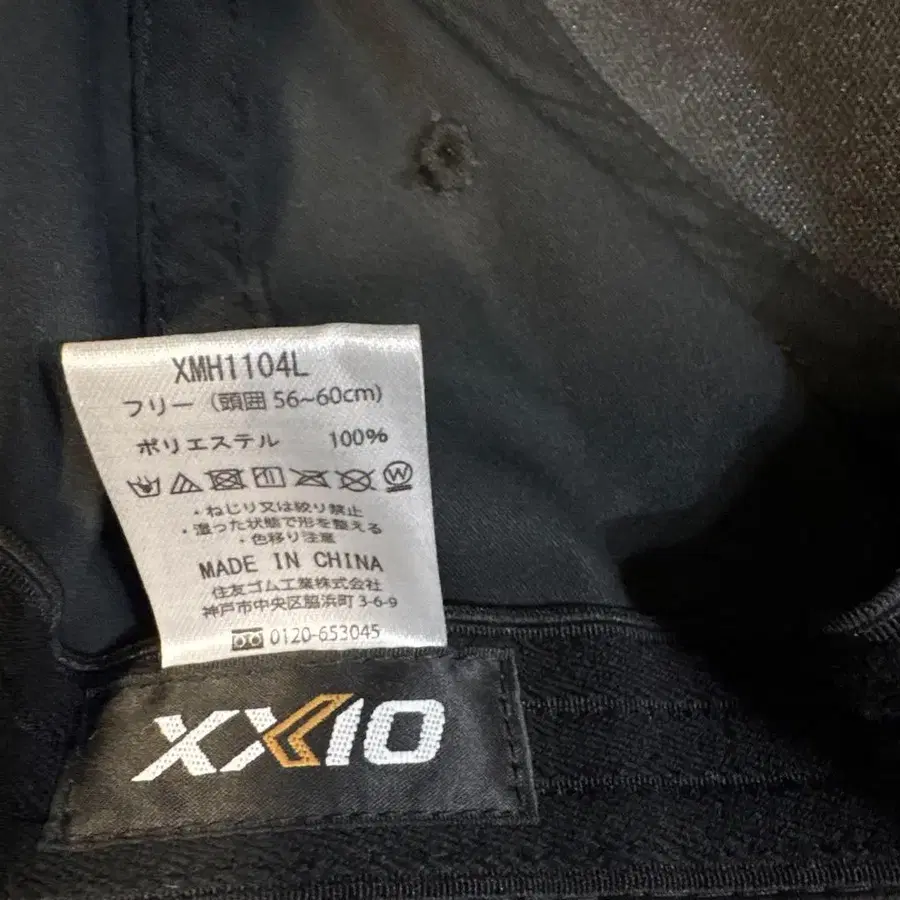 XMH1104L
フリー（頭囲 56~60cm）
ポリエステル 100%
W
・ねじり又は絞り禁止
・湿った状態で形を整える
・色移り注意
MADE IN CHINA
住友ゴム工業株式会社
神戸市中央区脇浜町 3-6-9
0120-653045
XXIO